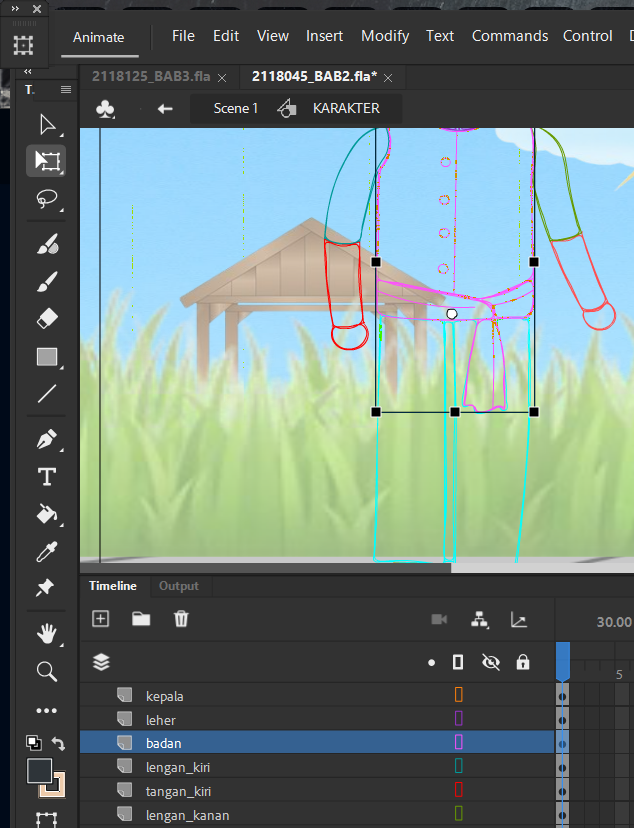 Animate File Edit View Insert Modify Text Commands Control
2118125_BAB3.fla 2118045_BAB2.fla*
Scene 1 KARAKTER
T.
T
Timeline Output
30.00
5
kepala
leher
badan
lengan_kiri
tangan_kiri
lengan_kanan